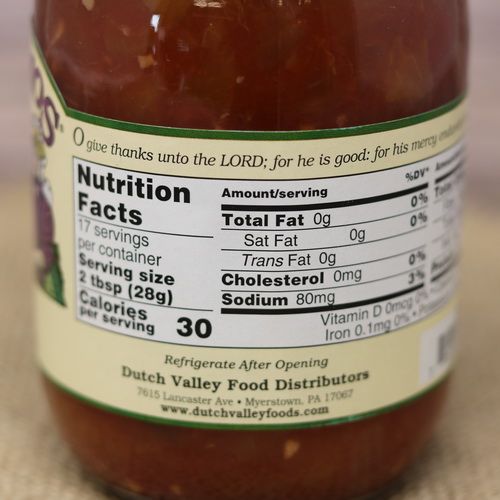 OS®
O give thanks unto the LORD; for he is good: for his mercy
Nutrition Facts
17 servings
per container
Serving size
2 tbsp (28g)
Calories
per serving 30
Amount/serving %DV*
Total Fat 0g 0%
Sat Fat 0g 0%
Trans Fat 0g
Cholesterol 0mg 0%
Sodium 80mg 3%
Vitamin D 0mcg 0% •
Iron 0.1mg 0% •
Refrigerate After Opening
Dutch Valley Food Distributors
7615 Lancaster Ave • Myerstown, PA 17067
www.dutchvalleyfoods.com